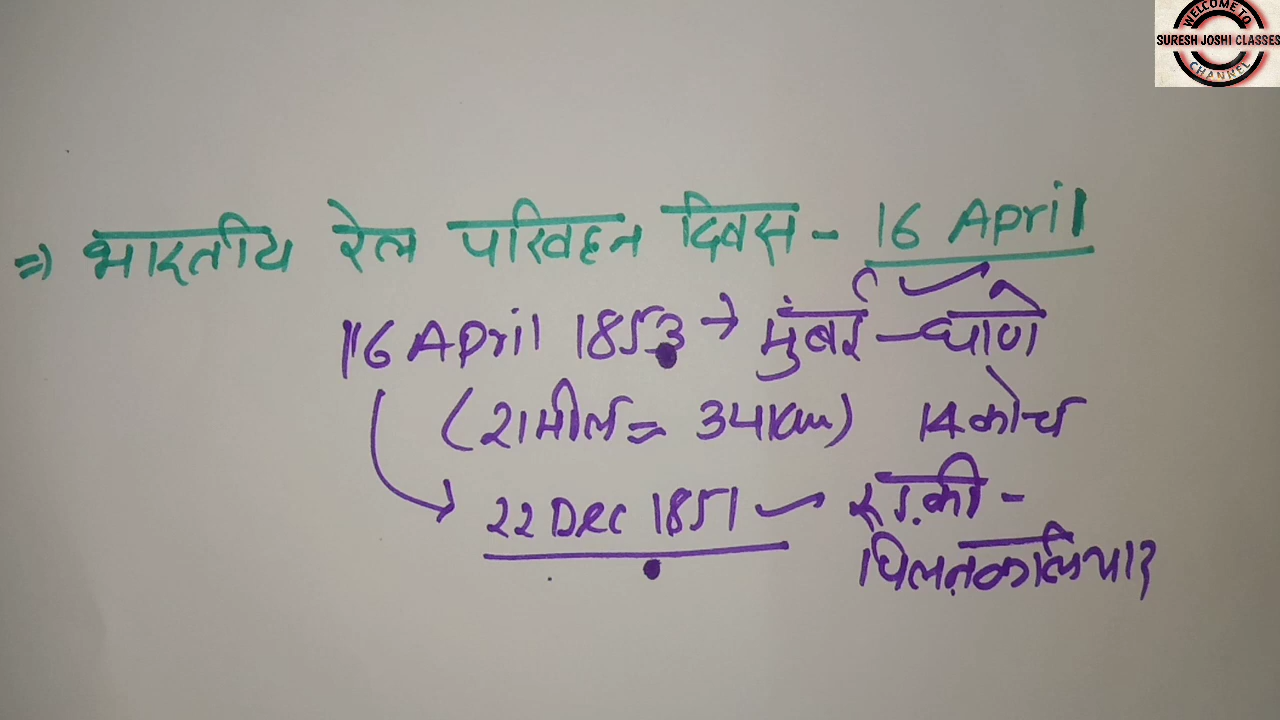 WELCOME TO
SURESH JOSHI CLASSES
CHANNEL
=> भारतीय रेल परिवहन दिवस - 16 April
16 April 1853 → मुंबई - थाणे
(21 मील = 34 Km) 14 कोच
22 Dec 1851 - रूड़की -